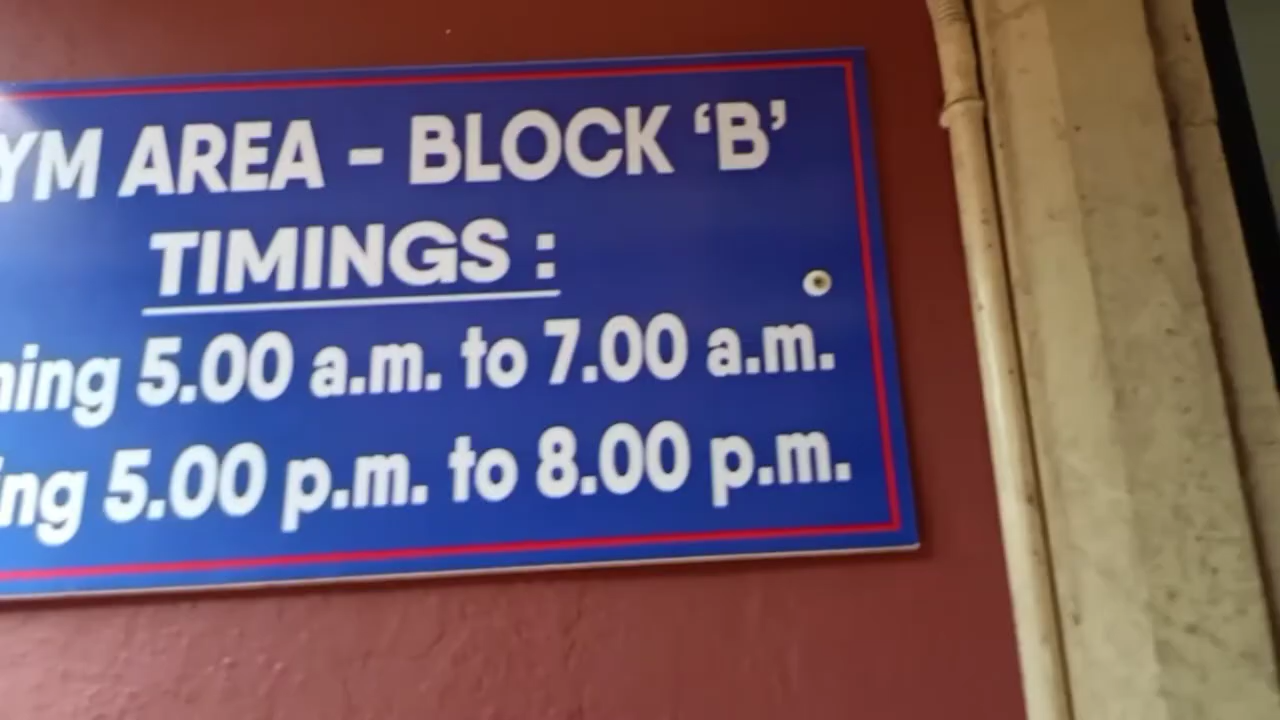 YM AREA - BLOCK ‘B’
TIMINGS :
ning 5.00 a.m. to 7.00 a.m.
ing 5.00 p.m. to 8.00 p.m.